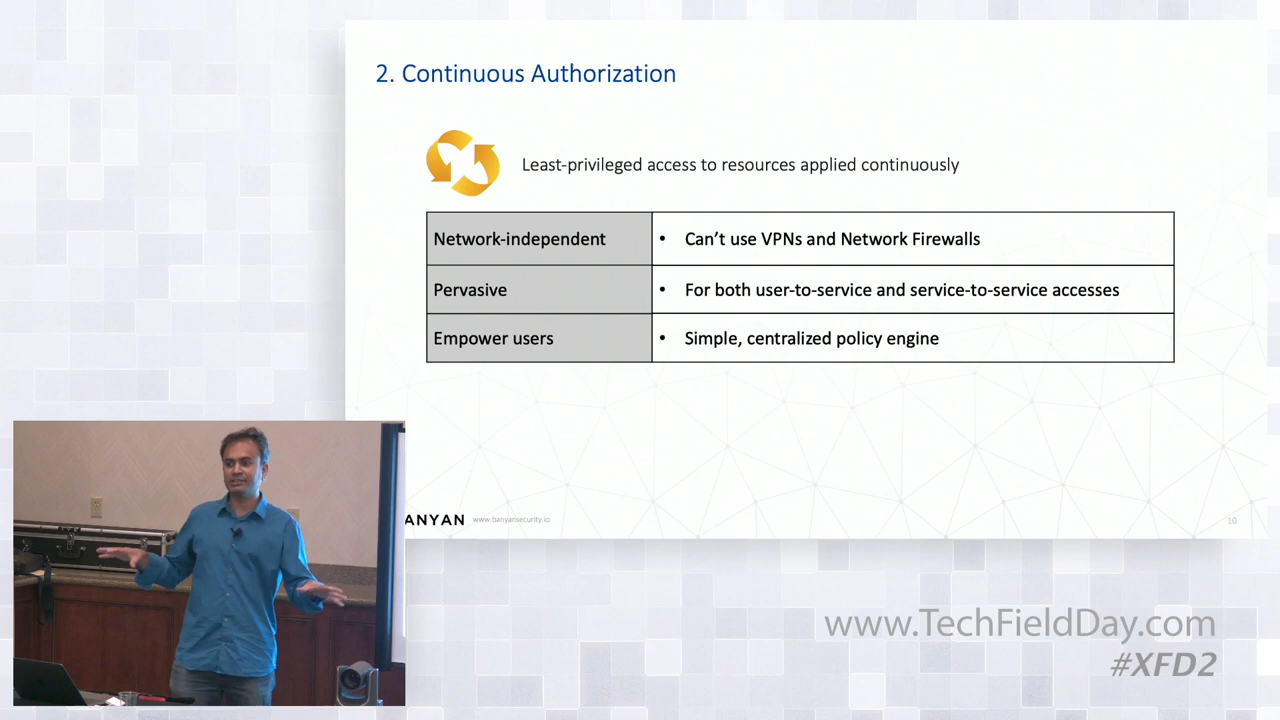 2. Continuous Authorization
Least-privileged access to resources applied continuously
Network-independent
• Can't use VPNs and Network Firewalls
Pervasive
• For both user-to-service and service-to-service accesses
Empower users
• Simple, centralized policy engine
ANYAN www.banyansecurity.io
10
www.TechFieldDay.com
#XFD2